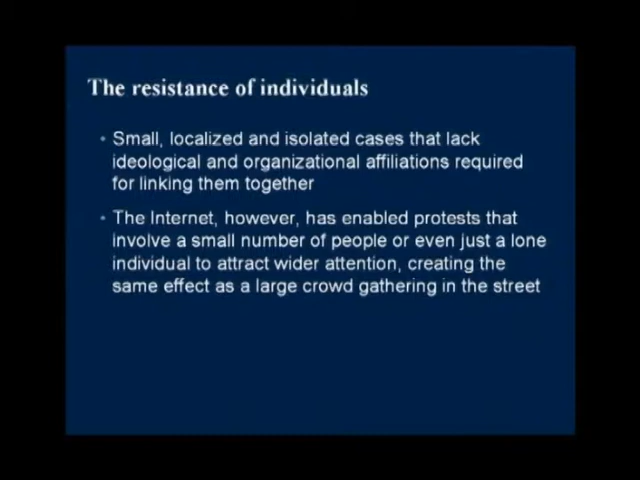 The resistance of individuals
• Small, localized and isolated cases that lack
ideological and organizational affiliations required
for linking them together
• The Internet, however, has enabled protests that
involve a small number of people or even just a lone
individual to attract wider attention, creating the
same effect as a large crowd gathering in the street